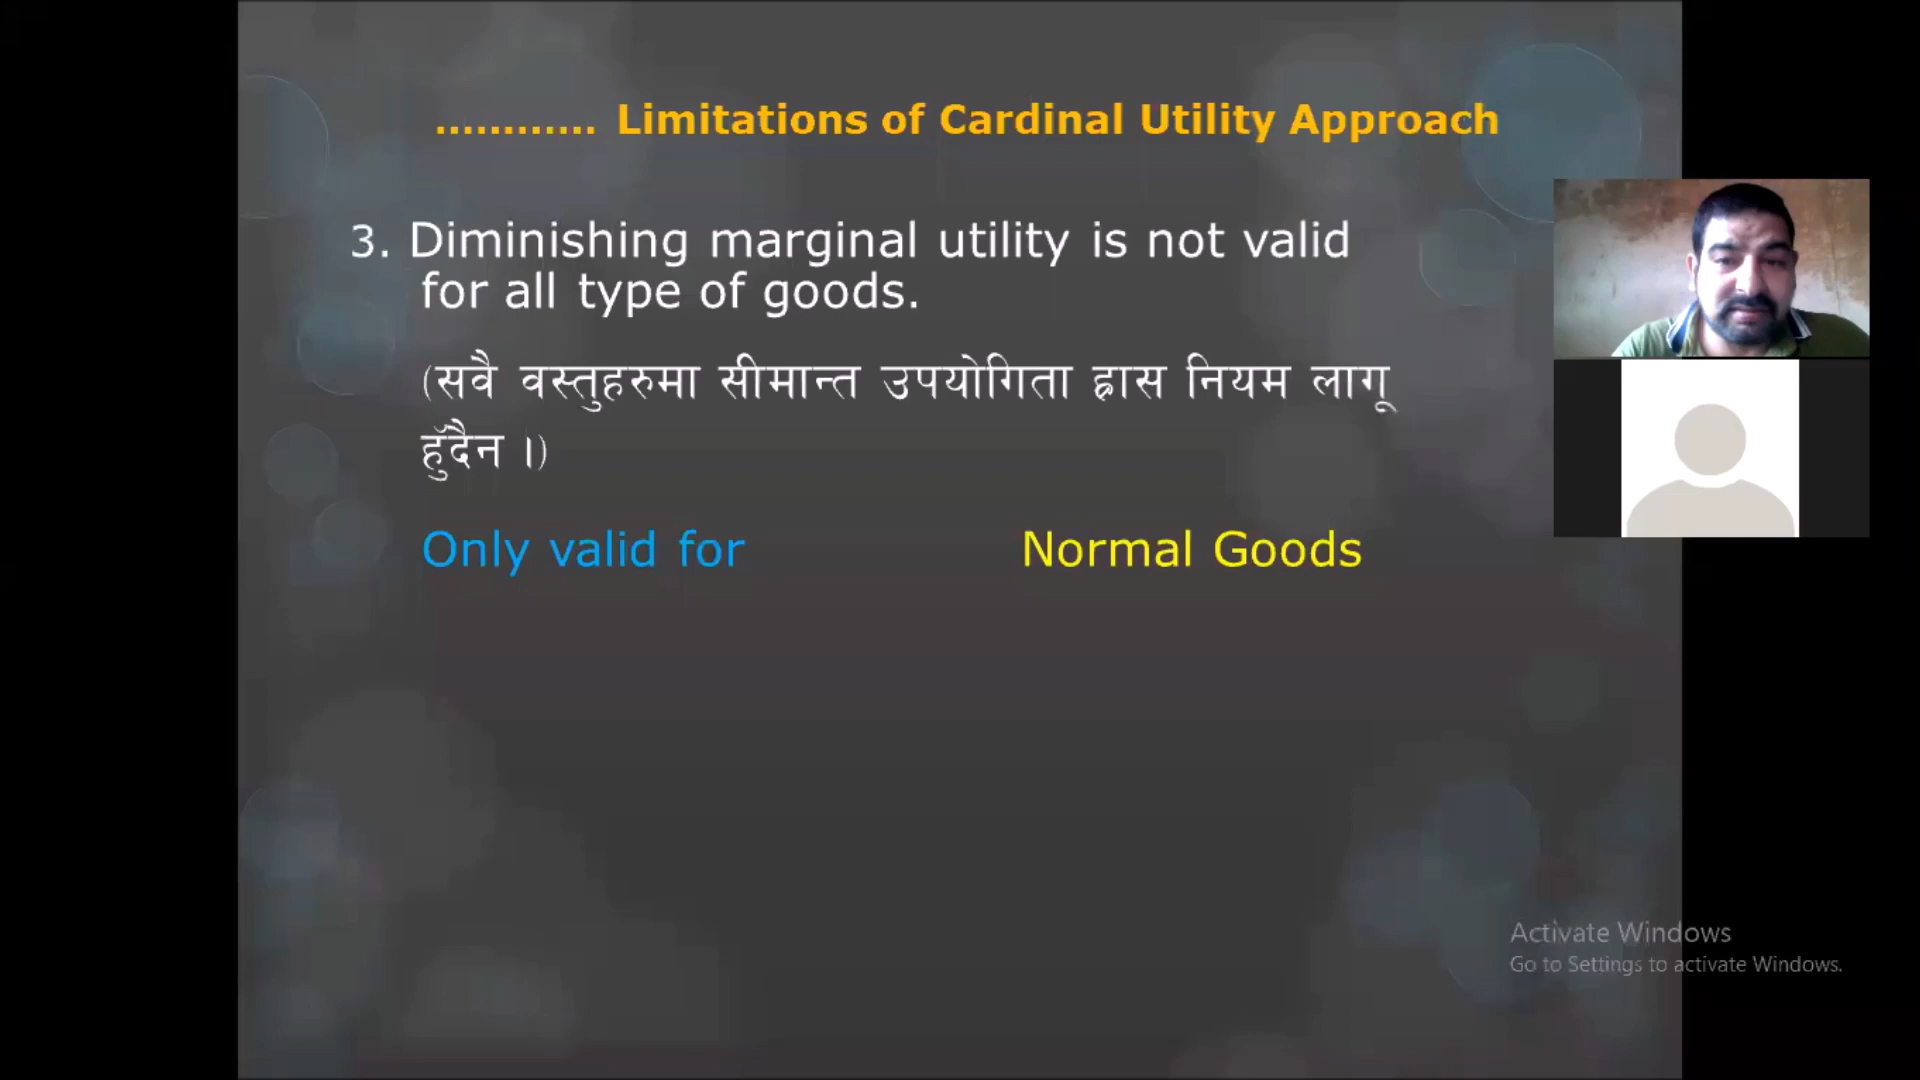 ............ Limitations of Cardinal Utility Approach
3. Diminishing marginal utility is not valid
for all type of goods.
(सवै वस्तुहरुमा सीमान्त उपयोगिता ह्रास नियम लागू
हुँदैन ।)
Only valid for Normal Goods
Activate Windows
Go to Settings to activate Windows.